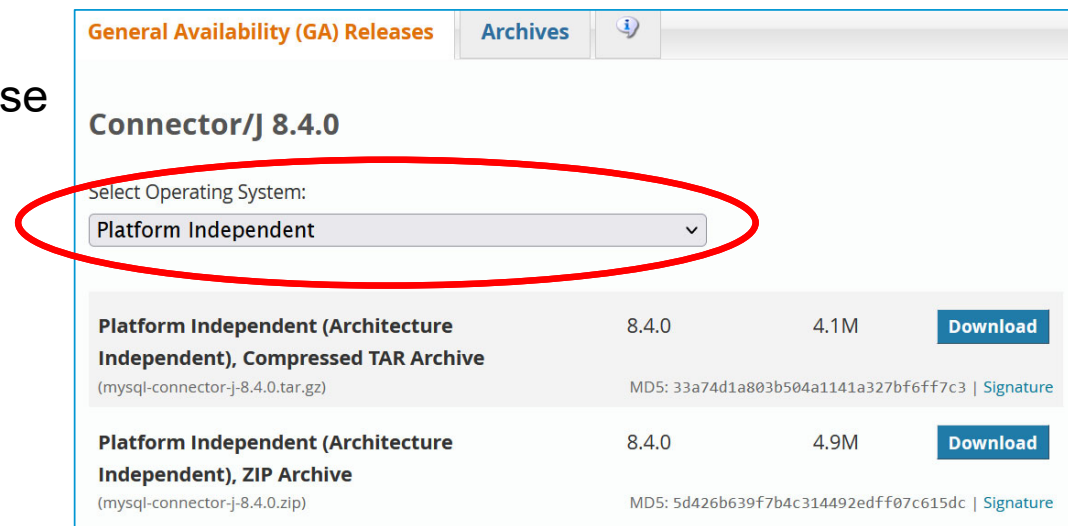 General Availability (GA) Releases Archives
se
Connector/J 8.4.0
Select Operating System:
Platform Independent
Platform Independent (Architecture 8.4.0 4.1M Download
Independent), Compressed TAR Archive
(mysql-connector-j-8.4.0.tar.gz) MD5: 33a74d1a803b504a1141a327bf6ff7c3 | Signature
Platform Independent (Architecture 8.4.0 4.9M Download
Independent), ZIP Archive
(mysql-connector-j-8.4.0.zip) MD5: 5d426b639f7b4c314492edff07c615dc | Signature